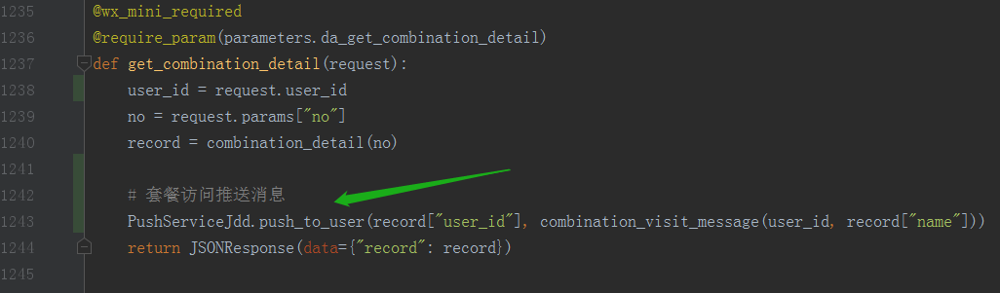 1235 @wx_mini_required
1236 @require_param(parameters.da_get_combination_detail)
1237 def get_combination_detail(request):
1238 user_id = request.user_id
1239 no = request.params["no"]
1240 record = combination_detail(no)
1241
1242 # 套餐访问推送消息
1243 PushServiceJdd.push_to_user(record["user_id"], combination_visit_message(user_id, record["name"]))
1244 return JSONResponse(data={"record": record})
1245